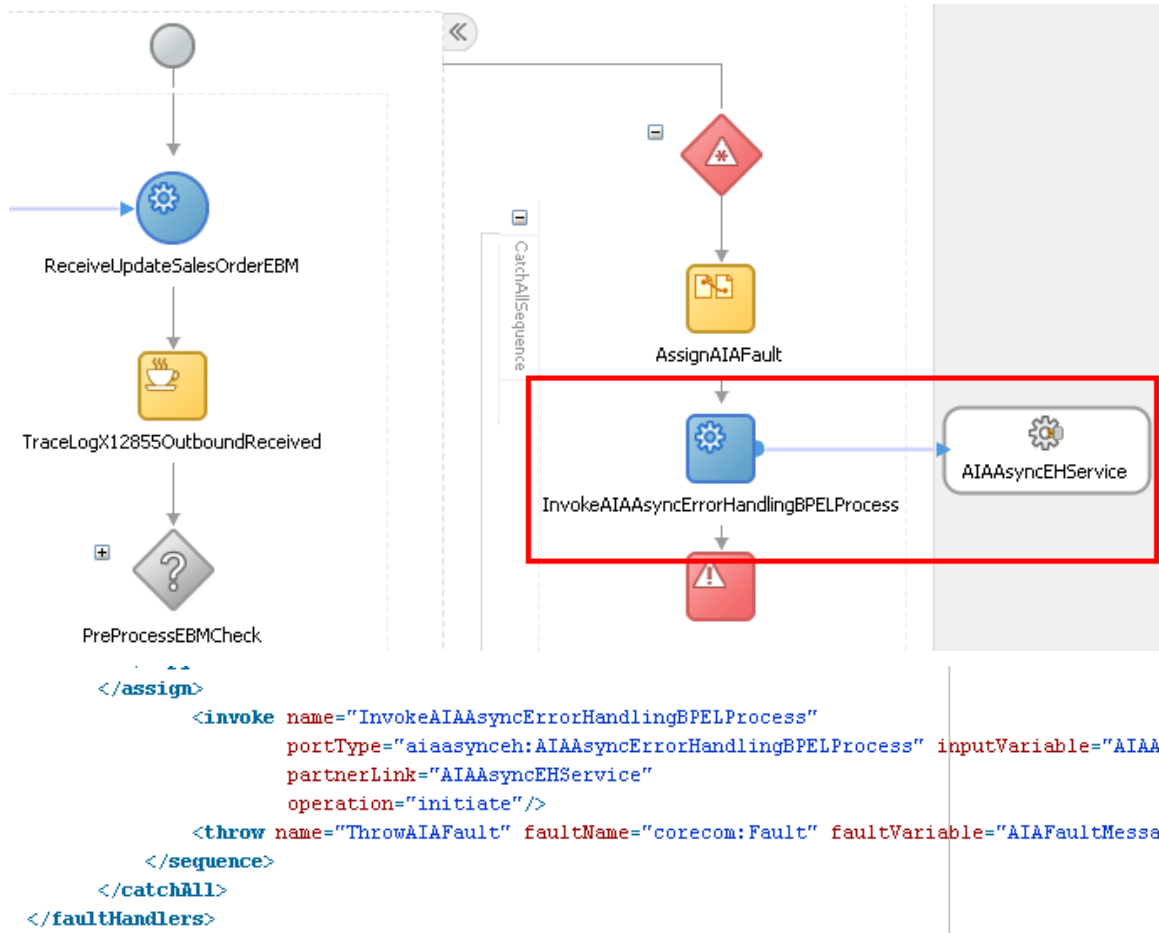 ReceiveUpdateSalesOrderEBM
TraceLogX12855OutboundReceived
PreProcessEBMCheck
CatchAllSequence
AssignAIAFault
InvokeAIAAsyncErrorHandlingBPELProcess
AIAAsyncEHService
</assign>
<invoke name="InvokeAIAAsyncErrorHandlingBPELProcess"
portType="aiaasynceh:AIAAsyncErrorHandlingBPELProcess" inputVariable="AIAA
partnerLink="AIAAsyncEHService"
operation="initiate"/>
<throw name="ThrowAIAFault" faultName="corecom:Fault" faultVariable="AIAFaultMessa
</sequence>
</catchAll>
</faultHandlers>